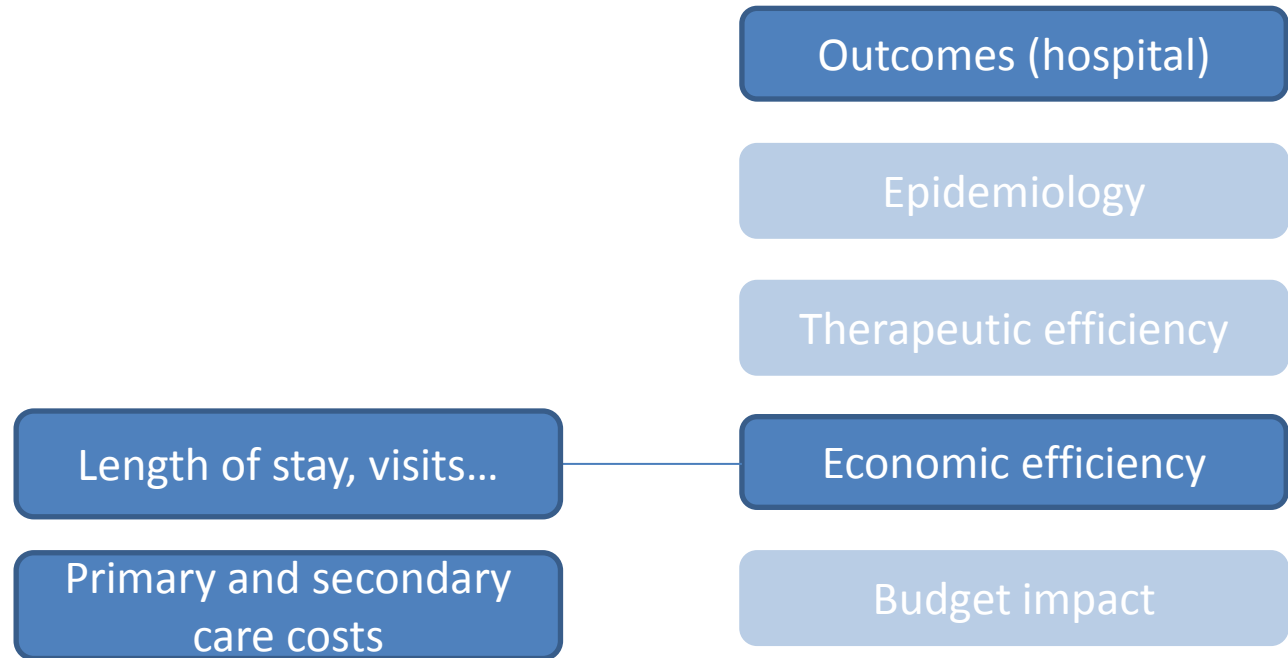 Outcomes (hospital)
Epidemiology
Therapeutic efficiency
Length of stay, visits…
Economic efficiency
Primary and secondary
care costs
Budget impact